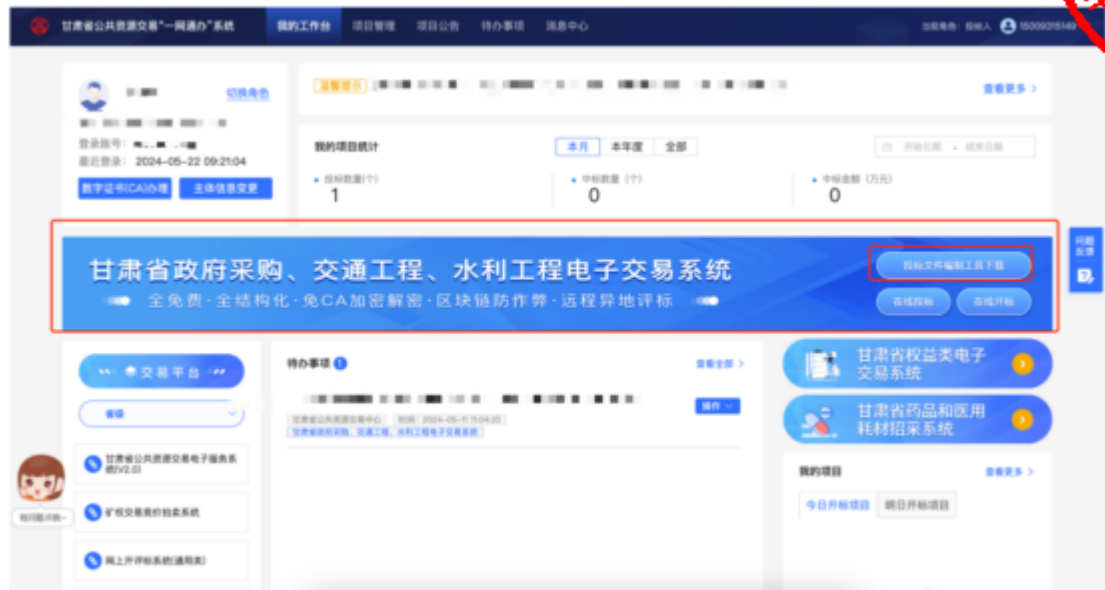 甘肃省公共资源交易“一网通办”系统 我的工作台 项目管理 项目公告 待办事项 消息中心 当前角色：投标人 15009315149
切换角色
登录账号：
最近登录： 2024-05-22 09:21:04
数字证书(CA)办理 主体信息变更
温馨提示
查看更多 >
我的项目统计 本月 本年度 全部 开始日期 - 结束日期
投标数量(个) 中标数量 (个) 中标金额 (万元)
1 0 0
甘肃省政府采购、交通工程、水利工程电子交易系统
全免费·全结构化·免CA加密解密·区块链防作弊·远程异地评标
投标文件编制工具下载
在线投标 在线开标
问题
反馈
交易平台
省级
甘肃省公共资源交易电子服务系
统(V2.0)
矿权交易竞价拍卖系统
网上开评标系统(通用类)
待办事项 1 查看全部 >
操作
甘肃省公共资源交易中心 时间: 2024-05-11 11:04:20
甘肃省政府采购、交通工程、水利工程电子交易系统
甘肃省权益类电子
交易系统
甘肃省药品和医用
耗材招采系统
我的项目 查看更多 >
今日开标项目 明日开标项目
有问题点我~